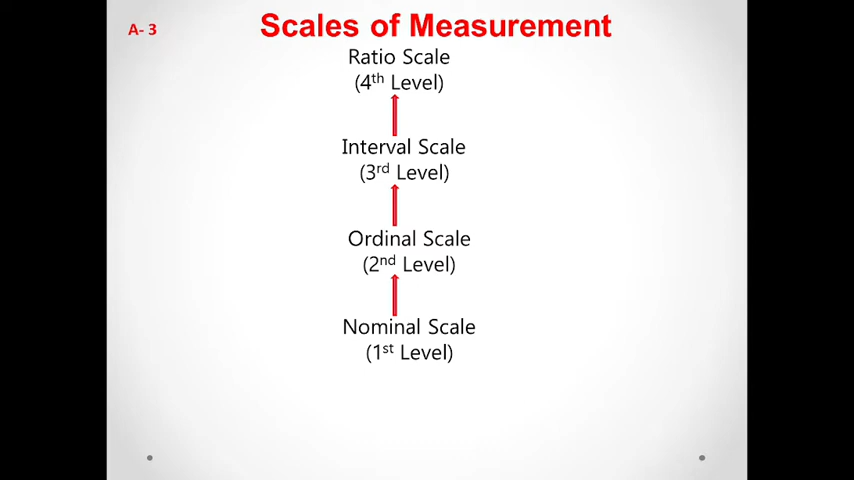 A- 3
Scales of Measurement
Ratio Scale
(4th Level)
Interval Scale
(3rd Level)
Ordinal Scale
(2nd Level)
Nominal Scale
(1st Level)